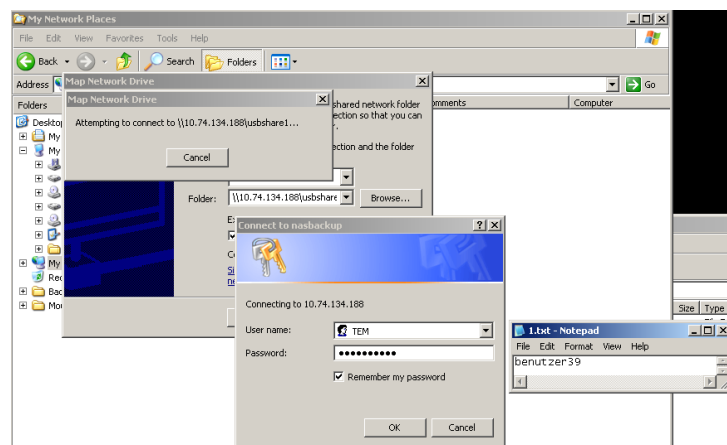 My Network Places
File Edit View Favorites Tools Help
Back Search Folders
Address Go
Map Network Drive
Map Network Drive
Attempting to connect to \\10.74.134.188\usbshare1...
Cancel
shared network folder
ection so that you can
ection and the folder
Folder: \\10.74.134.188\usbshare Browse...
Folders
Desktop
My
My
My
Rec
Bac
Mo
omments Computer
Connect to nasbackup
Connecting to 10.74.134.188
User name: TEM
Password:
Remember my password
OK Cancel
Size Type
1.txt - Notepad
File Edit Format View Help
benutzer39